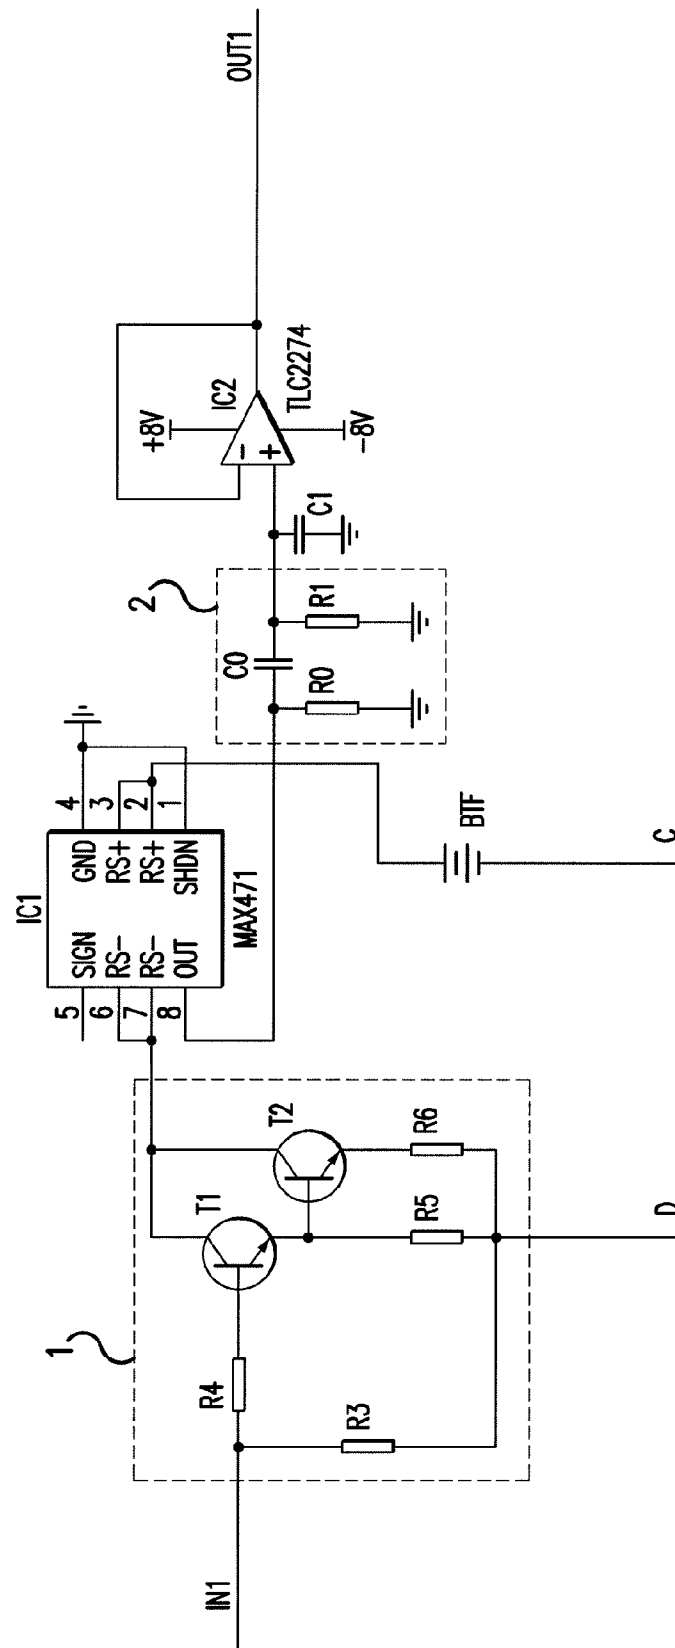 OUT1
IC2
TLC2274
+8V
-8V
-
+
C1
2
C0
R1
R0
IC1
MAX471
4
3
2
1
GND
RS+
RS+
SHDN
SIGN
RS-
RS-
OUT
5
6
7
8
BTF
C
1
T1
T2
R4
R3
R5
R6
D
IN1